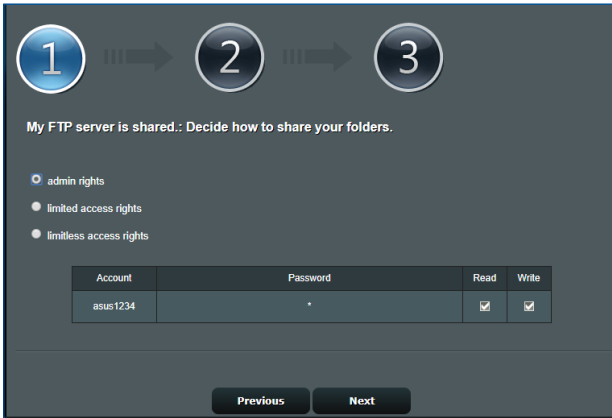 1 2 3
My FTP server is shared.: Decide how to share your folders.
admin rights
limited access rights
limitless access rights
Account Password Read Write
asus1234 *
Previous Next